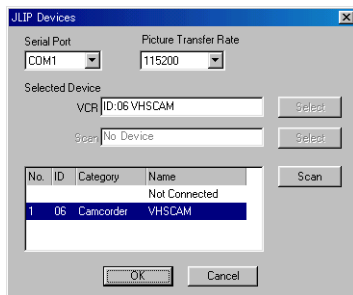 JLIP Devices
Serial Port Picture Transfer Rate
COM1 115200
Selected Device
VCR ID:06 VHSCAM Select
Scan No Device Select
No. ID Category Name Scan
Not Connected
1 06 Camcorder VHSCAM
OK Cancel